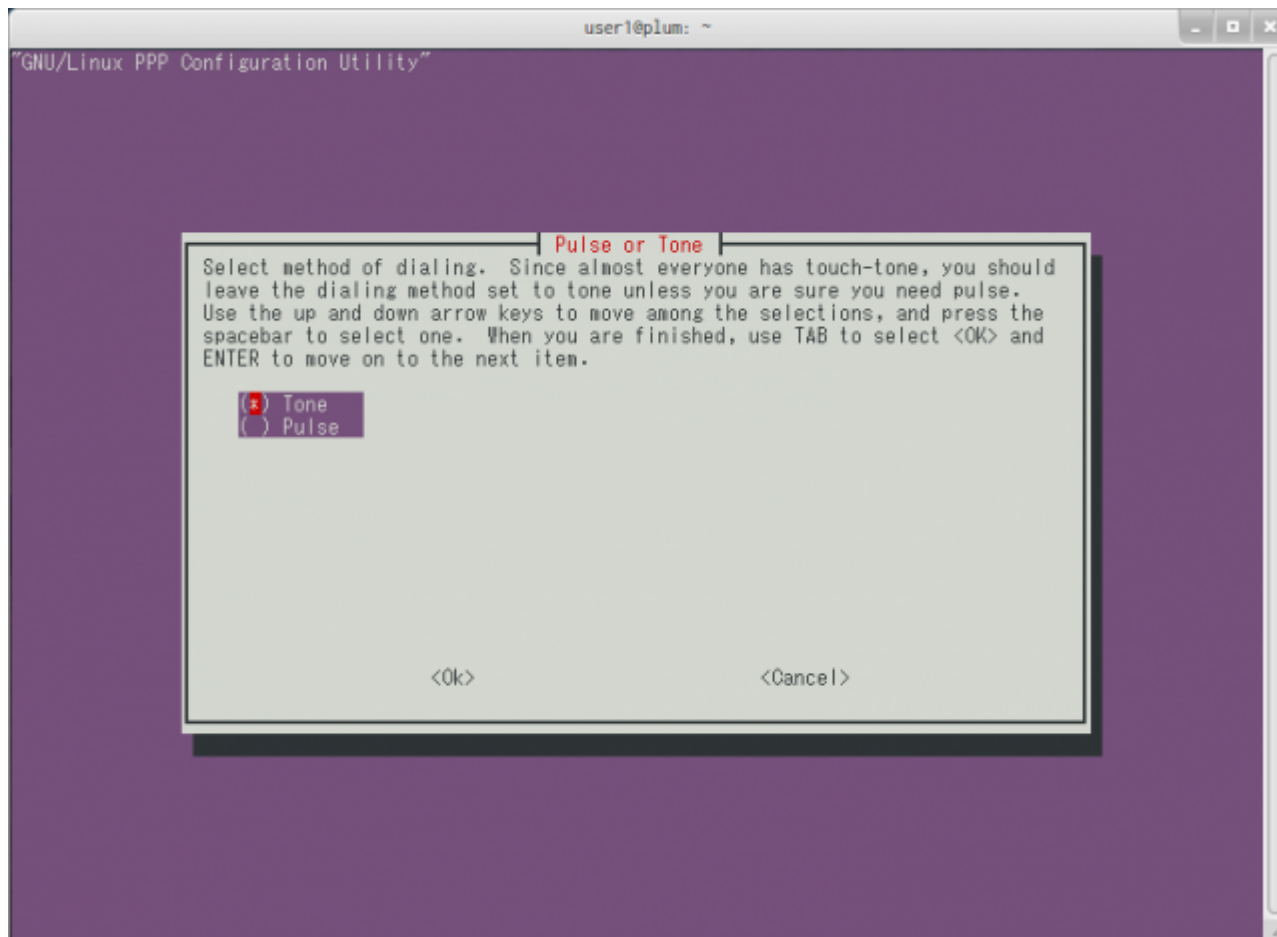 user1@plum: ~
"GNU/Linux PPP Configuration Utility"
Pulse or Tone
Select method of dialing.  Since almost everyone has touch-tone, you should
leave the dialing method set to tone unless you are sure you need pulse.
Use the up and down arrow keys to move among the selections, and press the
spacebar to select one.  When you are finished, use TAB to select <OK> and
ENTER to move on to the next item.
(*) Tone
( ) Pulse
<Ok> <Cancel>